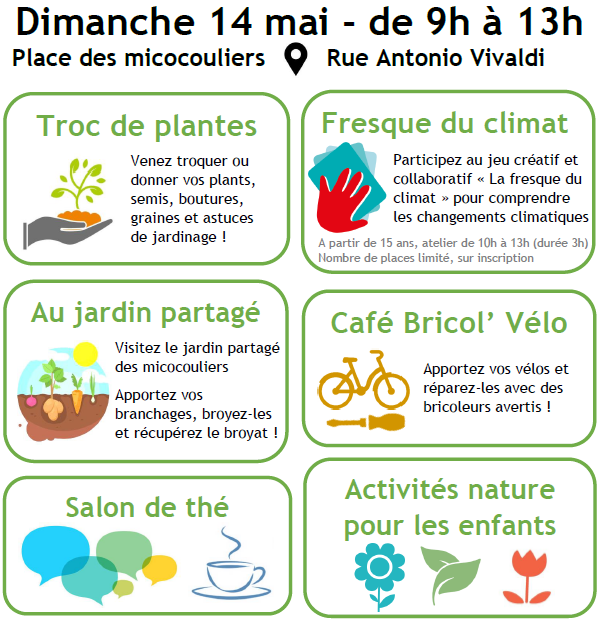 Dimanche 14 mai - de 9h à 13h
Place des micocouliers
Rue Antonio Vivaldi
Troc de plantes
Venez troquer ou
donner vos plants,
semis, boutures,
graines et astuces
de jardinage !
Fresque du climat
Participez au jeu créatif et
collaboratif « La fresque du
climat » pour comprendre
les changements climatiques
A partir de 15 ans, atelier de 10h à 13h (durée 3h)
Nombre de places limité, sur inscription
Au jardin partagé
Visitez le jardin partagé
des micocouliers
Apportez vos
branchages, broyez-les
et récupérez le broyat !
Café Bricol’ Vélo
Apportez vos vélos et
réparez-les avec des
bricoleurs avertis !
Salon de thé
Activités nature
pour les enfants